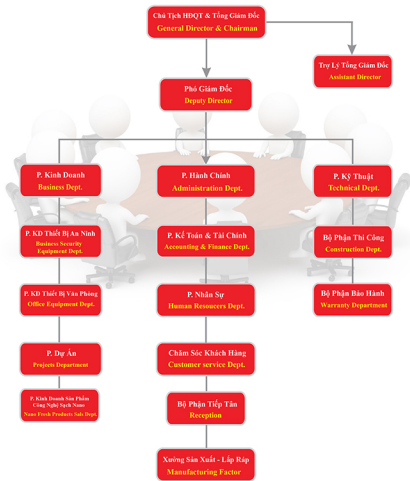 Chủ Tịch HĐQT & Tổng Giám Đốc
General Director & Chairman
Trợ Lý Tổng Giám Đốc
Assistant Director
Phó Giám Đốc
Deputy Director
P. Kinh Doanh
Business Dept.
P. Hành Chính
Administration Dept.
P. Kỹ Thuật
Technical Dept.
P. KD Thiết Bị An Ninh
Business Security
Equipment Dept.
P. Kế Toán & Tài Chính
Accounting & Finance Dept.
Bộ Phận Thi Công
Construction Dept.
P. KD Thiết Bị Văn Phòng
Office Equipment Dept.
P. Nhân Sự
Human Resoucers Dept.
Bộ Phận Bảo Hành
Warranty Department
P. Dự Án
Projects Department
Chăm Sóc Khách Hàng
Customer service Dept.
P. Kinh Doanh Sản Phẩm
Công Nghệ Sạch Nano
Nano Fresh Products Sals Dept.
Bộ Phận Tiếp Tân
Reception
Xưởng Sản Xuất - Lắp Ráp
Manufacturing Factor